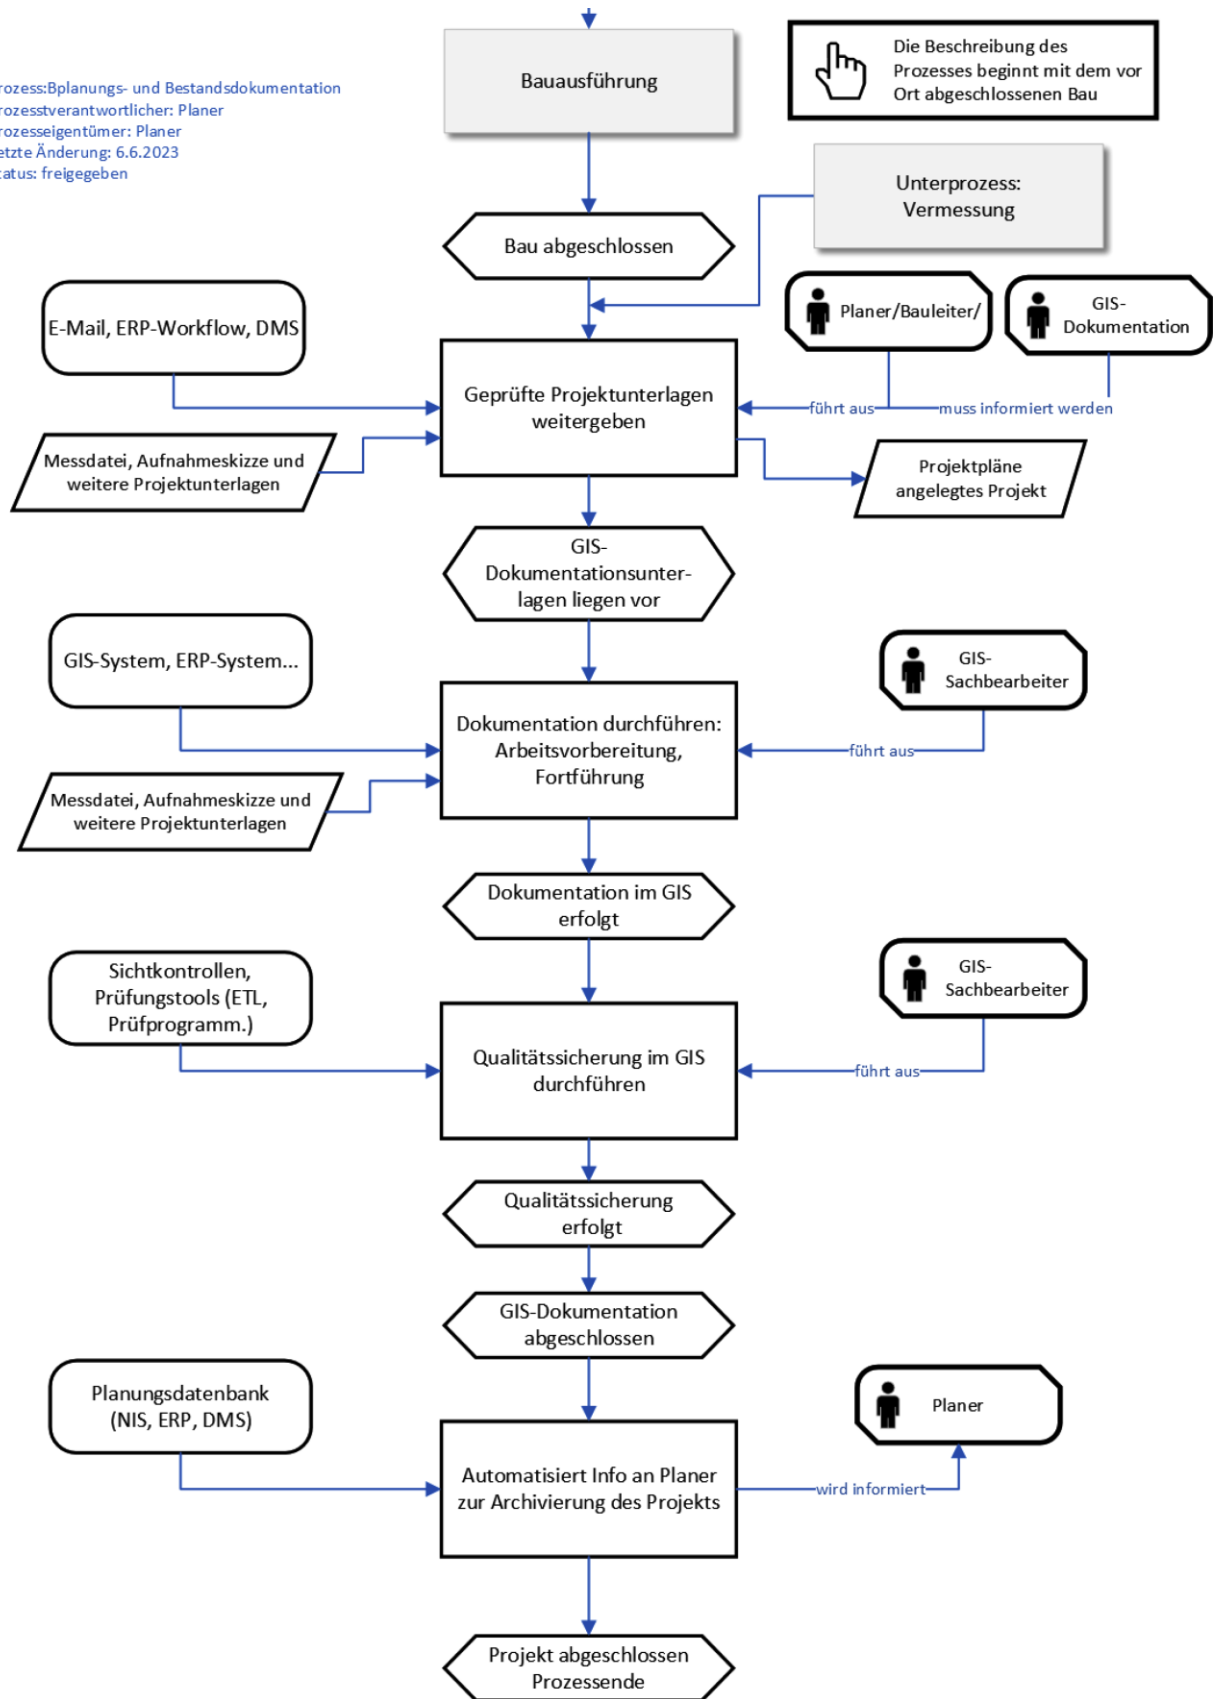 Bauausführung
Die Beschreibung des
Prozesses beginnt mit dem vor
Ort abgeschlossenen Bau
rozess:Bplanungs- und Bestandsdokumentation
rozesstverantwortlicher: Planer
rozesseigentümer: Planer
etzte Änderung: 6.6.2023
tatus: freigegeben
Unterprozess:
Vermessung
Bau abgeschlossen
E-Mail, ERP-Workflow, DMS
Planer/Bauleiter/
GIS-
Dokumentation
Geprüfte Projektunterlagen
weitergeben
führt aus
muss informiert werden
Messdatei, Aufnahmeskizze und
weitere Projektunterlagen
Projektpläne
angelegtes Projekt
GIS-
Dokumentationsunter-
lagen liegen vor
GIS-System, ERP-System...
GIS-
Sachbearbeiter
Dokumentation durchführen:
Arbeitsvorbereitung,
Fortführung
führt aus
Messdatei, Aufnahmeskizze und
weitere Projektunterlagen
Dokumentation im GIS
erfolgt
Sichtkontrollen,
Prüfungstools (ETL,
Prüfprogramm.)
GIS-
Sachbearbeiter
Qualitätssicherung im GIS
durchführen
führt aus
Qualitätssicherung
erfolgt
GIS-Dokumentation
abgeschlossen
Planungsdatenbank
(NIS, ERP, DMS)
Planer
Automatisiert Info an Planer
zur Archivierung des Projekts
wird informiert
Projekt abgeschlossen
Prozessende